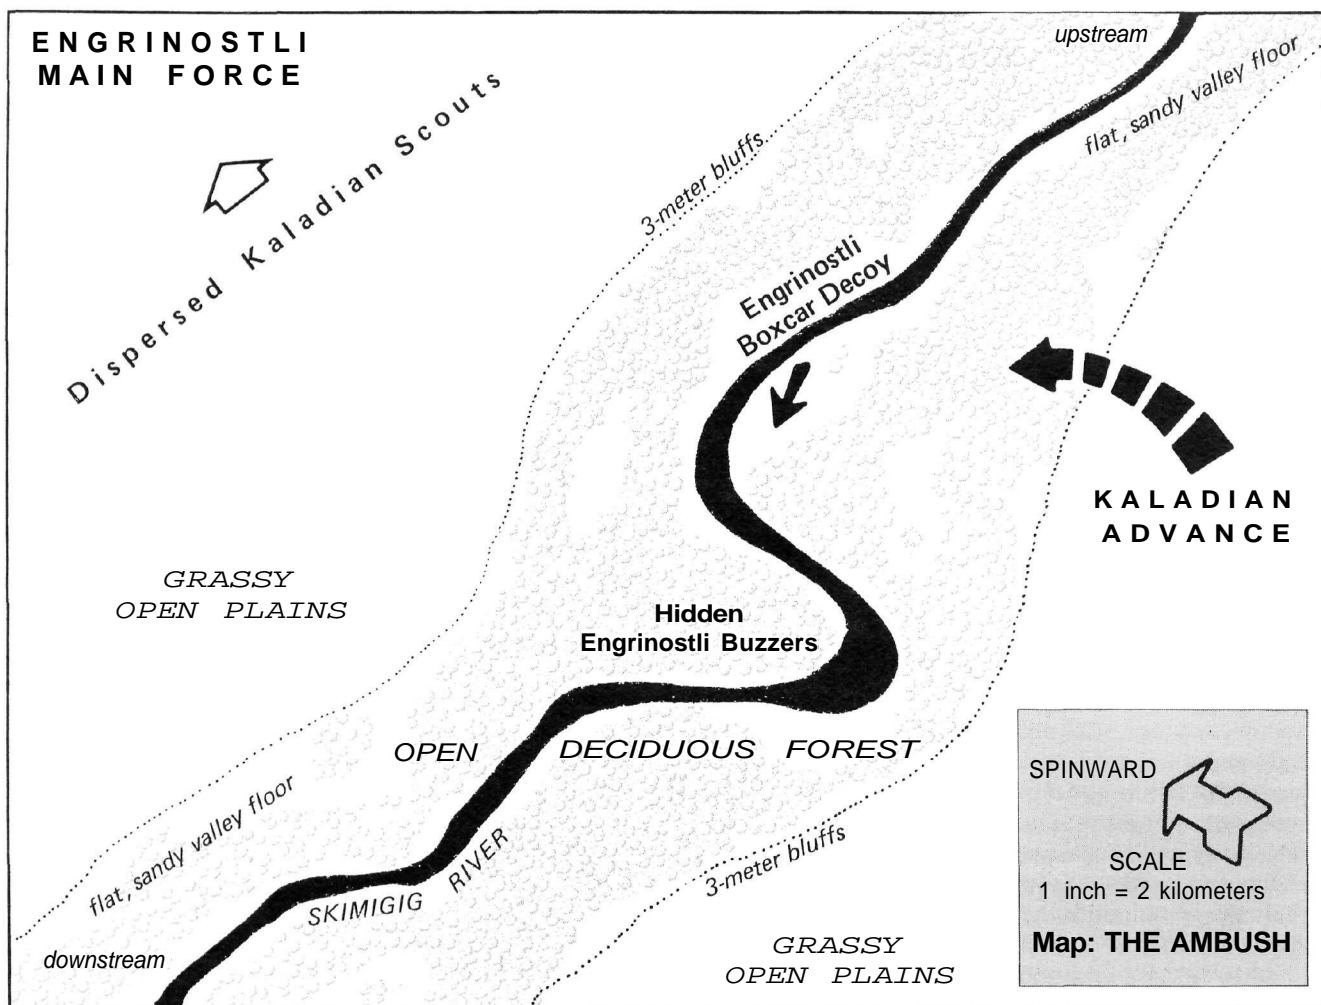 ENGRINOSTLI
MAIN FORCE
upstream
flat, sandy valley floor
Dispersed Kaladian Scouts
3-meter bluffs
Engrinostli
Boxcar Decoy
KALADIAN
ADVANCE
GRASSY
OPEN PLAINS
Hidden
Engrinostli Buzzers
OPEN DECIDUOUS FOREST
flat, sandy valley floor
SKIMIGIG RIVER
3-meter bluffs
downstream
GRASSY
OPEN PLAINS
SPINWARD
SCALE
1 inch = 2 kilometers
Map: THE AMBUSH